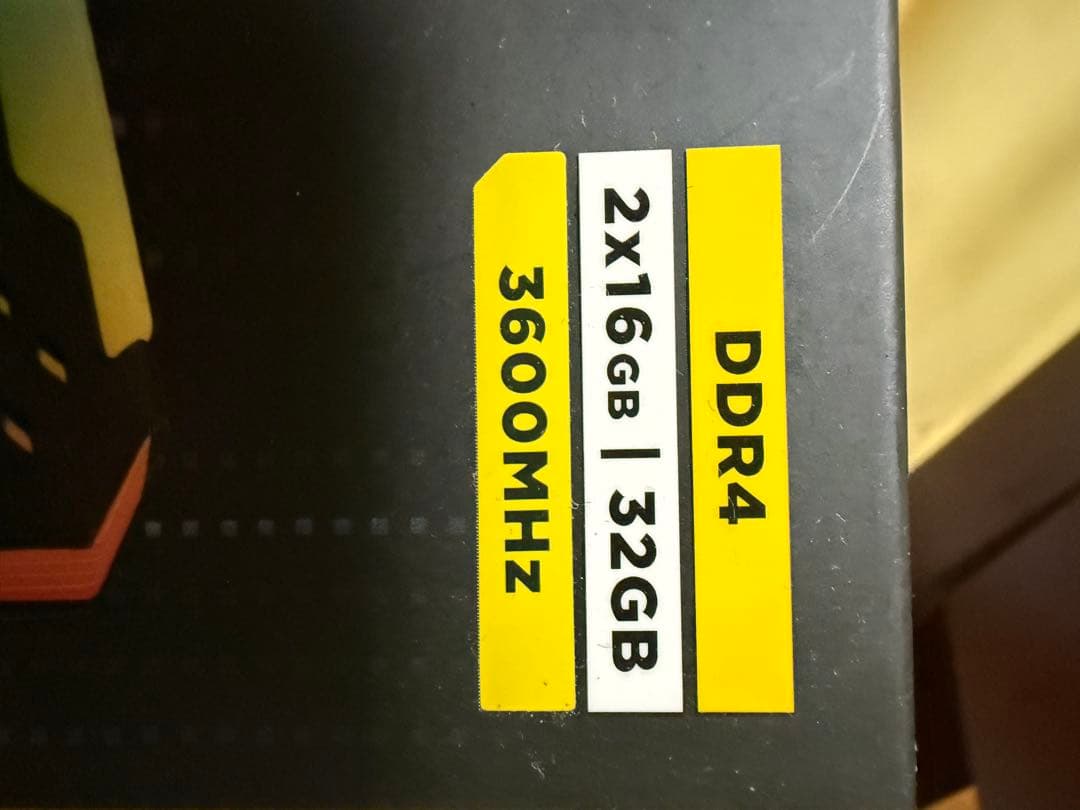 DDR4
2x16GB | 32GB
3600MHz